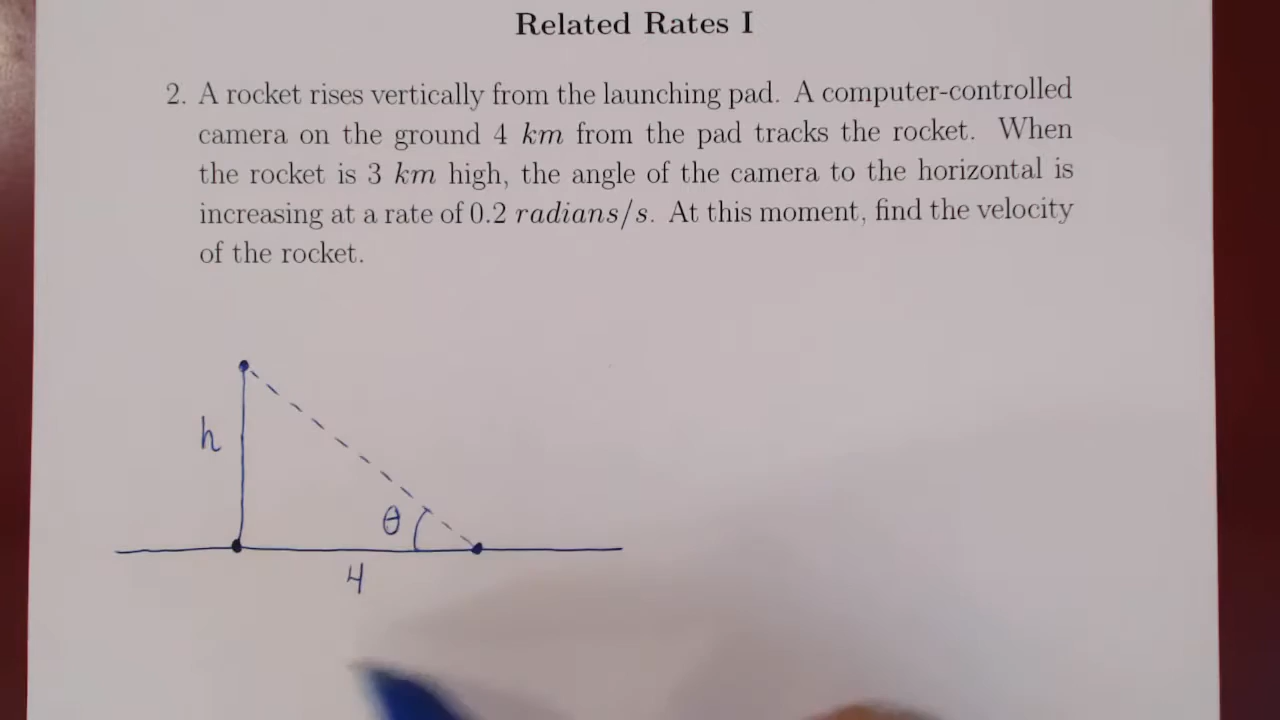 Related Rates I
2. A rocket rises vertically from the launching pad. A computer-controlled
camera on the ground 4 km from the pad tracks the rocket. When
the rocket is 3 km high, the angle of the camera to the horizontal is
increasing at a rate of 0.2 radians/s. At this moment, find the velocity
of the rocket.
h
θ
4